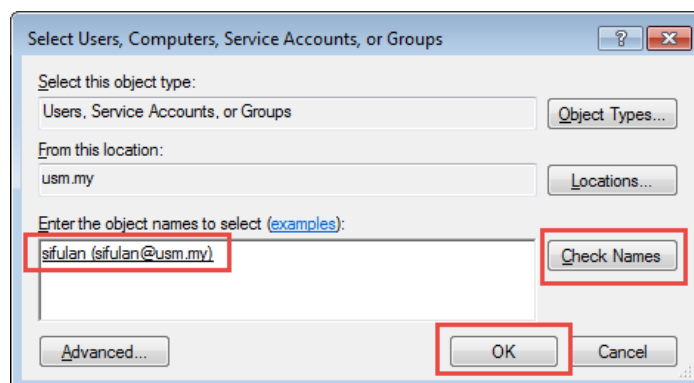 Select Users, Computers, Service Accounts, or Groups
Select this object type:
Users, Service Accounts, or Groups
Object Types...
From this location:
usm.my
Locations...
Enter the object names to select (examples):
sifulan (sifulan@usm.my)
Check Names
Advanced...
OK
Cancel